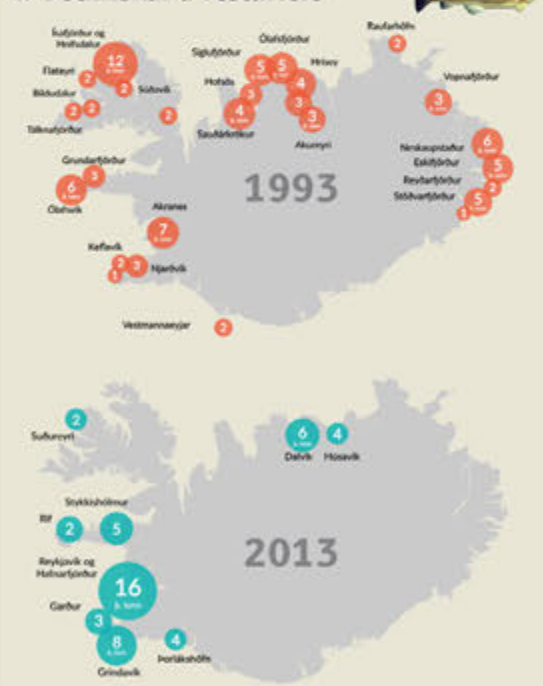 Ísafjörður og
Hnífsdalur
12
Flateyri
2
2
Súðavík
Bíldudalur
2
2
Tálknafjörður
2
Siglufjörður
Ólafsfjörður
5
5
Hrísey
4
Hofsós
3
3
4
Sauðárkrókur
3
Akureyri
Raufarhöfn
2
Vopnafjörður
3
Neskaupstaður
6
Eskifjörður
5
Reyðarfjörður
2
Stöðvarfjörður
5
1
Grundarfjörður
3
6
Ólafsvík
1993
Akranes
7
Keflavík
2
3
Njarðvík
1
Vestmannaeyjar
2
2
Suðureyri
6
4
Dalvík
Húsavík
Stykkishólmur
Rif
2
5
2013
Reykjavík og
Hafnarfjörður
16
þ. tonn
Garður
3
8
4
Þorlákshöfn
Grindavík